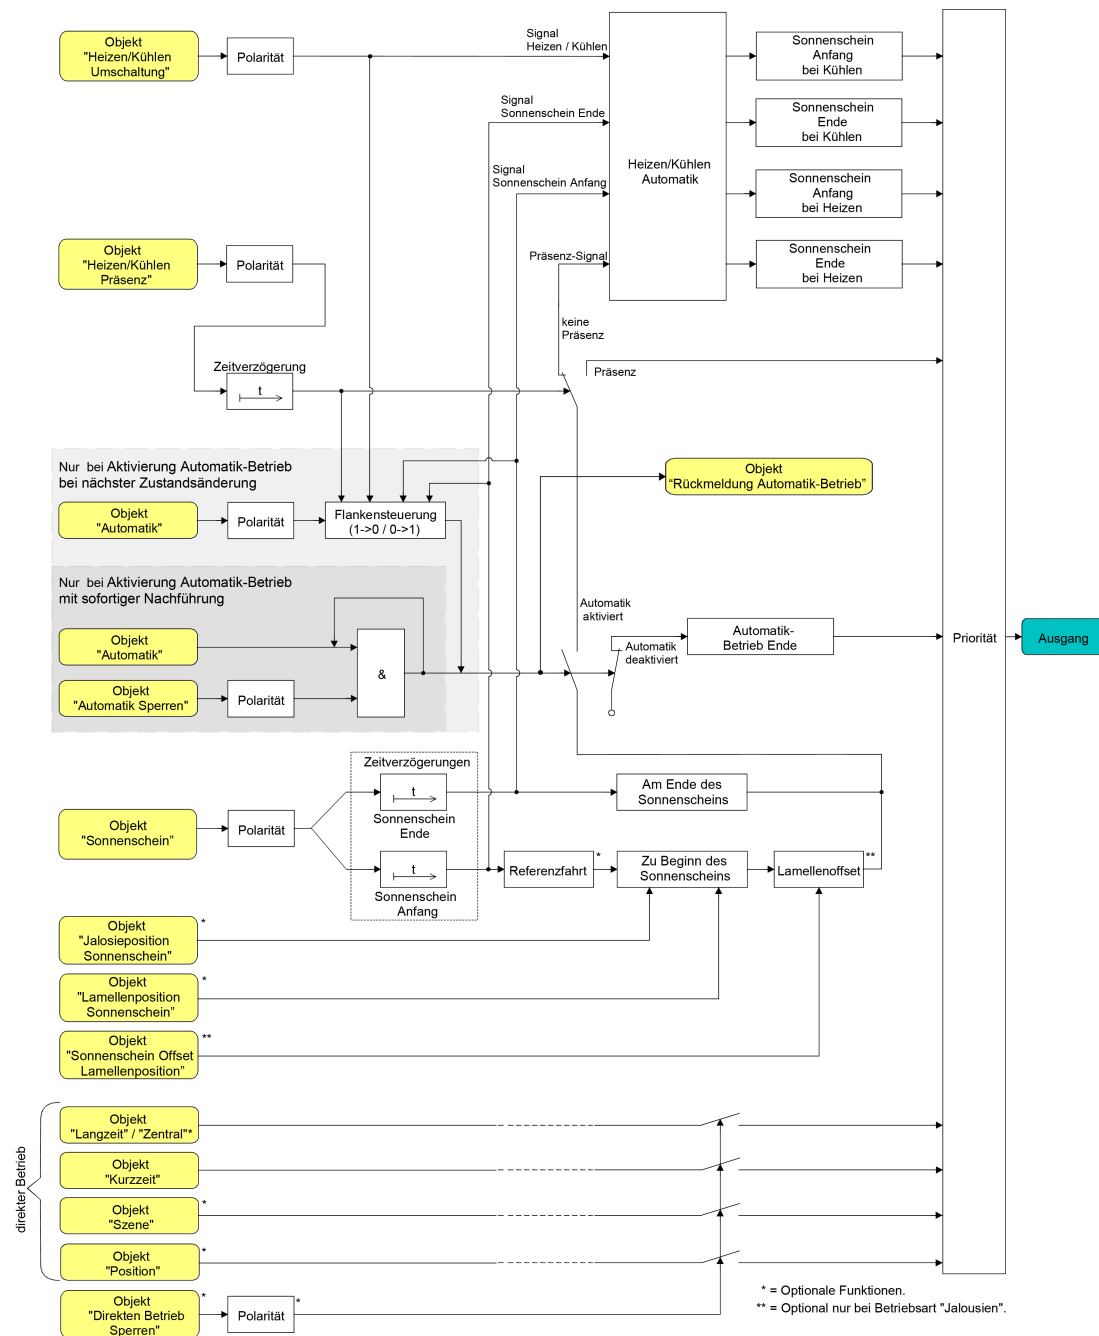 Objekt
"Heizen/Kühlen
Umschaltung"
Polarität
Signal
Heizen / Kühlen
Signal
Sonnenschein Ende
Signal
Sonnenschein Anfang
Präsenz-Signal
Heizen/Kühlen
Automatik
Sonnenschein
Anfang
bei Kühlen
Sonnenschein
Ende
bei Kühlen
Sonnenschein
Anfang
bei Heizen
Sonnenschein
Ende
bei Heizen
Objekt
"Heizen/Kühlen
Präsenz"
Polarität
keine
Präsenz
Präsenz
Zeitverzögerung
t
Nur bei Aktivierung Automatik-Betrieb
bei nächster Zustandsänderung
Objekt
"Automatik"
Polarität
Flankensteuerung
(1->0 / 0->1)
Objekt
“Rückmeldung Automatik-Betrieb”
Nur bei Aktivierung Automatik-Betrieb
mit sofortiger Nachführung
Objekt
"Automatik"
Objekt
"Automatik Sperren"
Polarität
&
Automatik
aktiviert
Automatik
deaktiviert
Automatik-
Betrieb Ende
Priorität
Ausgang
Zeitverzögerungen
t
Sonnenschein
Ende
t
Sonnenschein
Anfang
Objekt
"Sonnenschein”
Polarität
Am Ende des
Sonnenscheins
Referenzfahrt
*
Zu Beginn des
Sonnenscheins
Lamellenoffset
**
Objekt
"Jalosieposition
Sonnenschein"
*
Objekt
"Lamellenposition
Sonnenschein”
*
Objekt
"Sonnenschein Offset
Lamellenposition”
**
direkter Betrieb
Objekt
"Langzeit" / "Zentral"*
Objekt
"Kurzzeit"
Objekt
"Szene"
*
Objekt
"Position"
*
Objekt
"Direkten Betrieb
Sperren"
*
Polarität
*
* = Optionale Funktionen.
** = Optional nur bei Betriebsart "Jalousien".